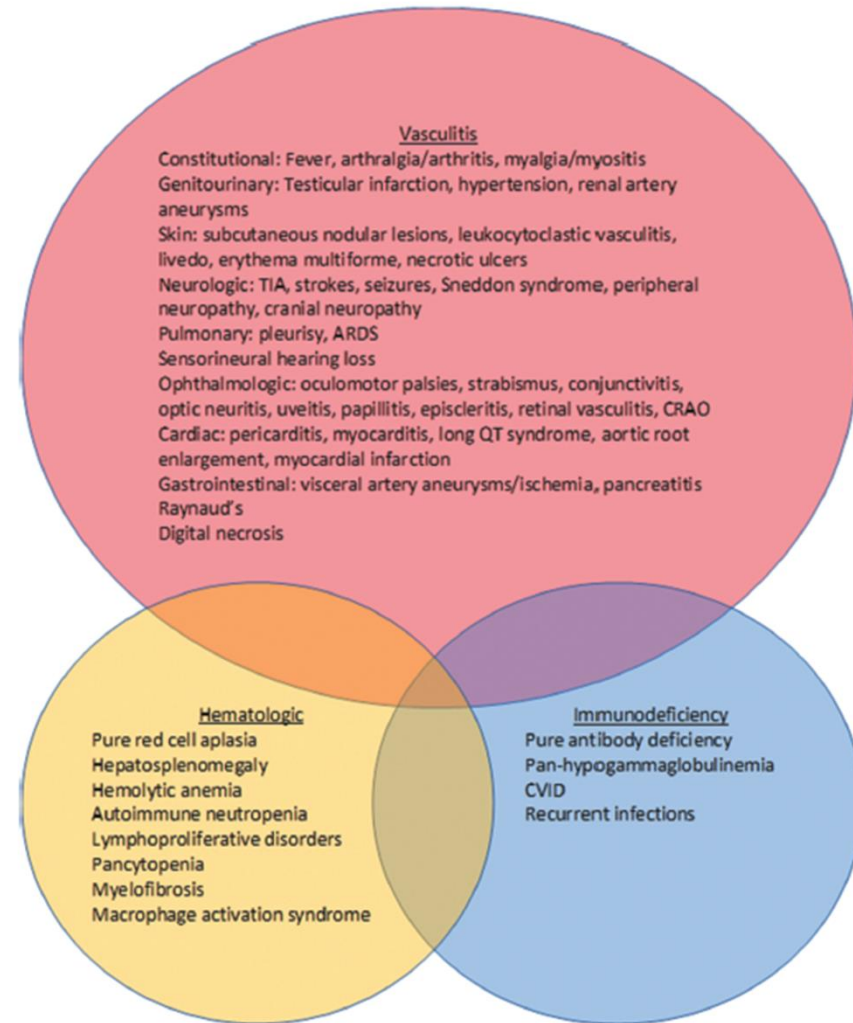 Vasculitis
Constitutional: Fever, arthralgia/arthritis, myalgia/myositis
Genitourinary: Testicular infarction, hypertension, renal artery
aneurysms
Skin: subcutaneous nodular lesions, leukocytoclastic vasculitis,
livedo, erythema multiforme, necrotic ulcers
Neurologic: TIA, strokes, seizures, Sneddon syndrome, peripheral
neuropathy, cranial neuropathy
Pulmonary: pleurisy, ARDS
Sensorineural hearing loss
Ophthalmologic: oculomotor palsies, strabismus, conjunctivitis,
optic neuritis, uveitis, papillitis, episcleritis, retinal vasculitis, CRAO
Cardiac: pericarditis, myocarditis, long QT syndrome, aortic root
enlargement, myocardial infarction
Gastrointestinal: visceral artery aneurysms/ischemia, pancreatitis
Raynaud´s
Digital necrosis
Hematologic
Pure red cell aplasia
Hepatosplenomegaly
Hemolytic anemia
Autoimmune neutropenia
Lymphoproliferative disorders
Pancytopenia
Myelofibrosis
Macrophage activation syndrome
Immunodeficiency
Pure antibody deficiency
Pan-hypogammaglobulinemia
CVID
Recurrent infections